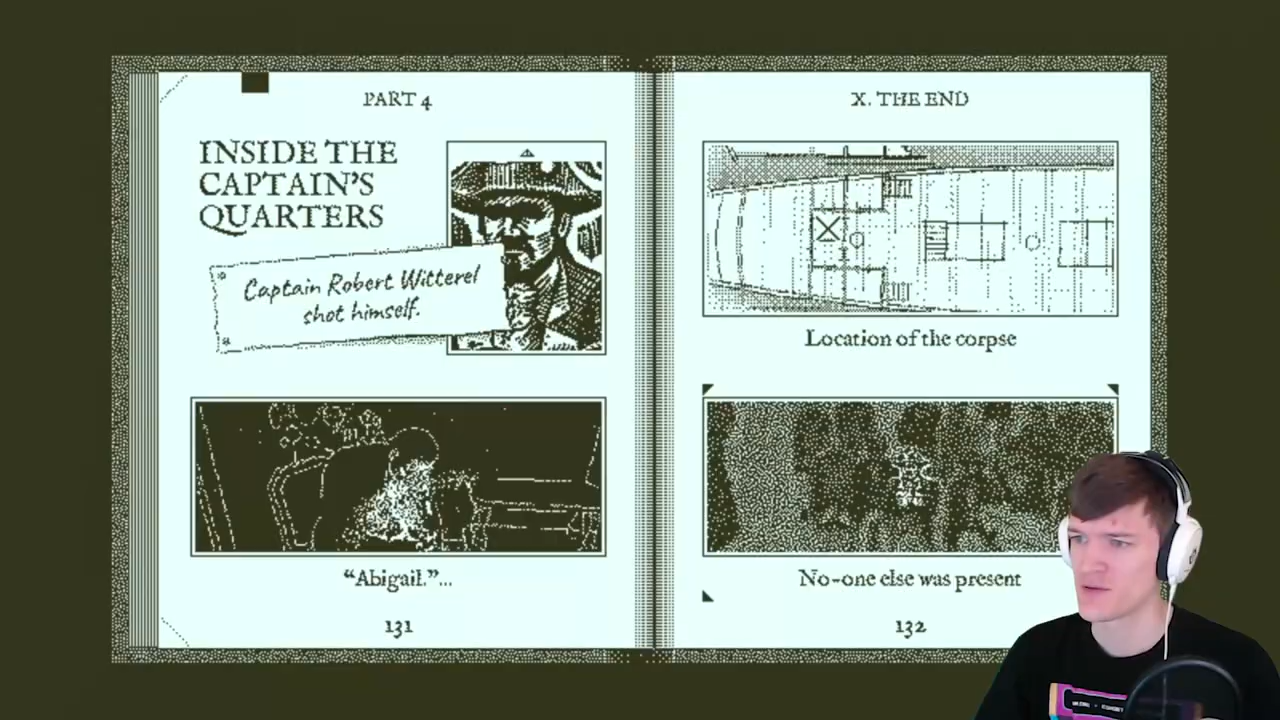 PART 4
INSIDE THE
CAPTAIN'S
QUARTERS
Captain Robert Witterel
shot himself.
"Abigail."...
131
X. THE END
Location of the corpse
No-one else was present
132